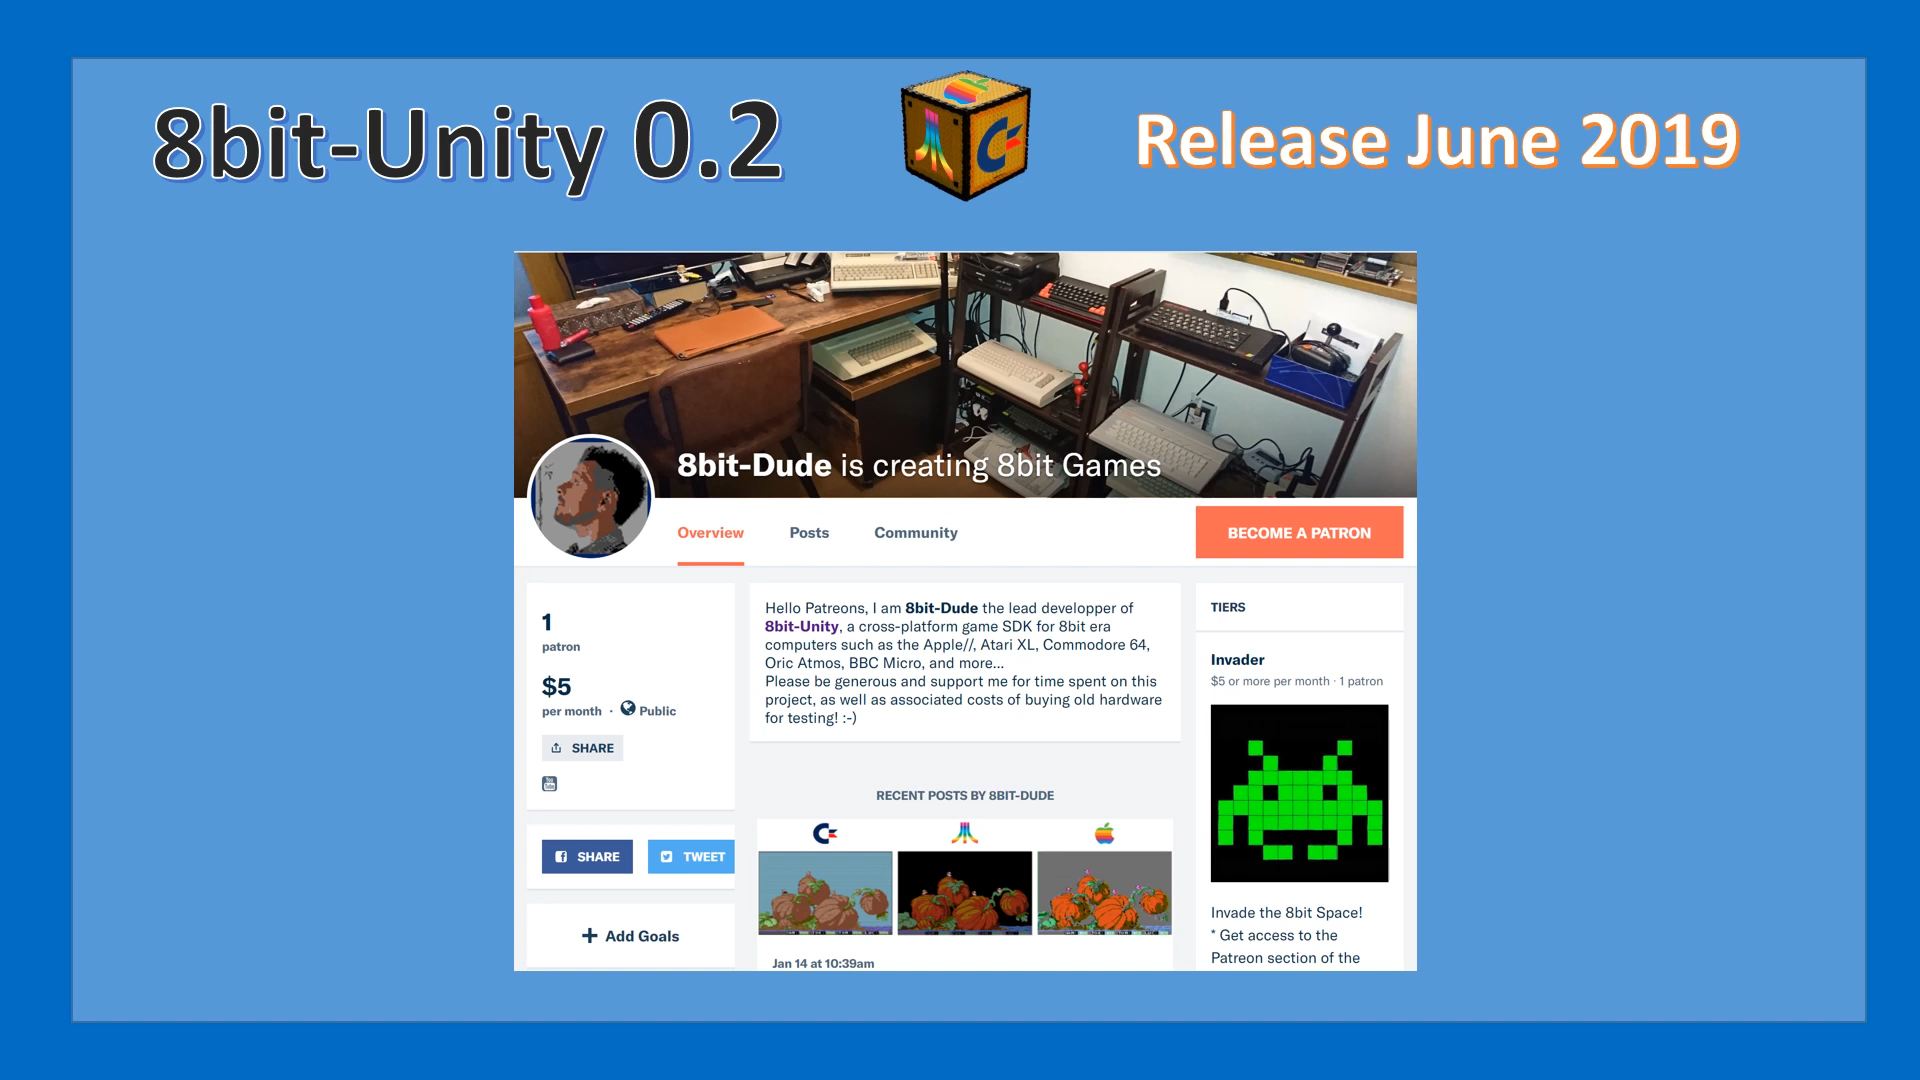 8bit-Unity 0.2
Release June 2019
8bit-Dude is creating 8bit Games
Overview
Posts
Community
BECOME A PATRON
1
patron
$5
per month · Public
SHARE
You
Tube
SHARE
TWEET
Add Goals
Hello Patreons, I am 8bit-Dude the lead developper of
8bit-Unity, a cross-platform game SDK for 8bit era
computers such as the Apple//, Atari XL, Commodore 64,
Oric Atmos, BBC Micro, and more...
Please be generous and support me for time spent on this
project, as well as associated costs of buying old hardware
for testing! :-)
RECENT POSTS BY 8BIT-DUDE
Jan 14 at 10:39am
TIERS
Invader
$5 or more per month · 1 patron
Invade the 8bit Space!
* Get access to the
Patreon section of the